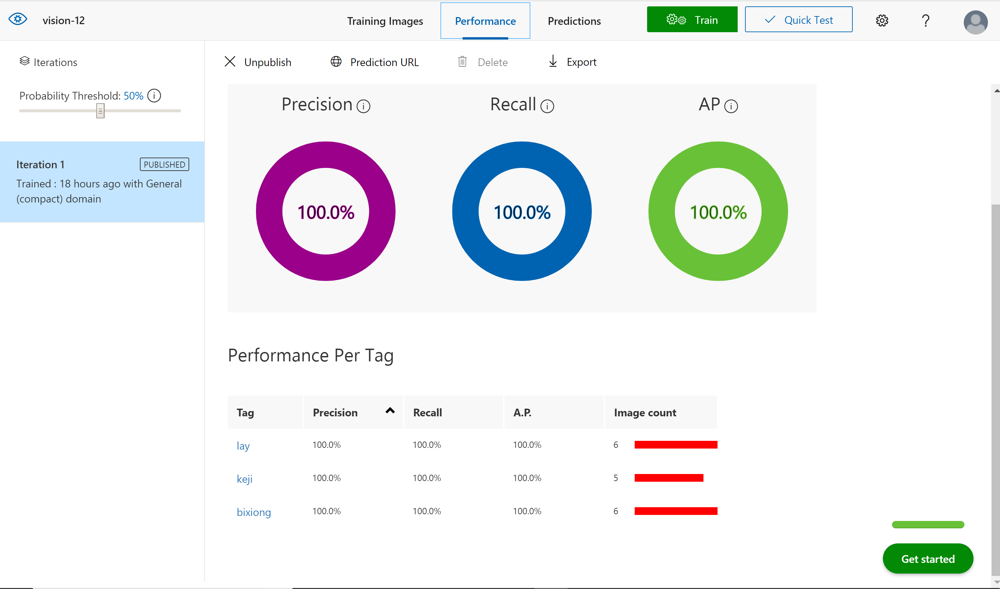 vision-12
Training Images
Performance
Predictions
Train
Quick Test
?
Iterations
Probability Threshold: 50%
Iteration 1
PUBLISHED
Trained : 18 hours ago with General
(compact) domain
Unpublish
Prediction URL
Delete
Export
Precision
Recall
AP
100.0%
100.0%
100.0%
Performance Per Tag
Tag Precision Recall A.P. Image count
lay 100.0% 100.0% 100.0% 6
keji 100.0% 100.0% 100.0% 5
bixiong 100.0% 100.0% 100.0% 6
Get started